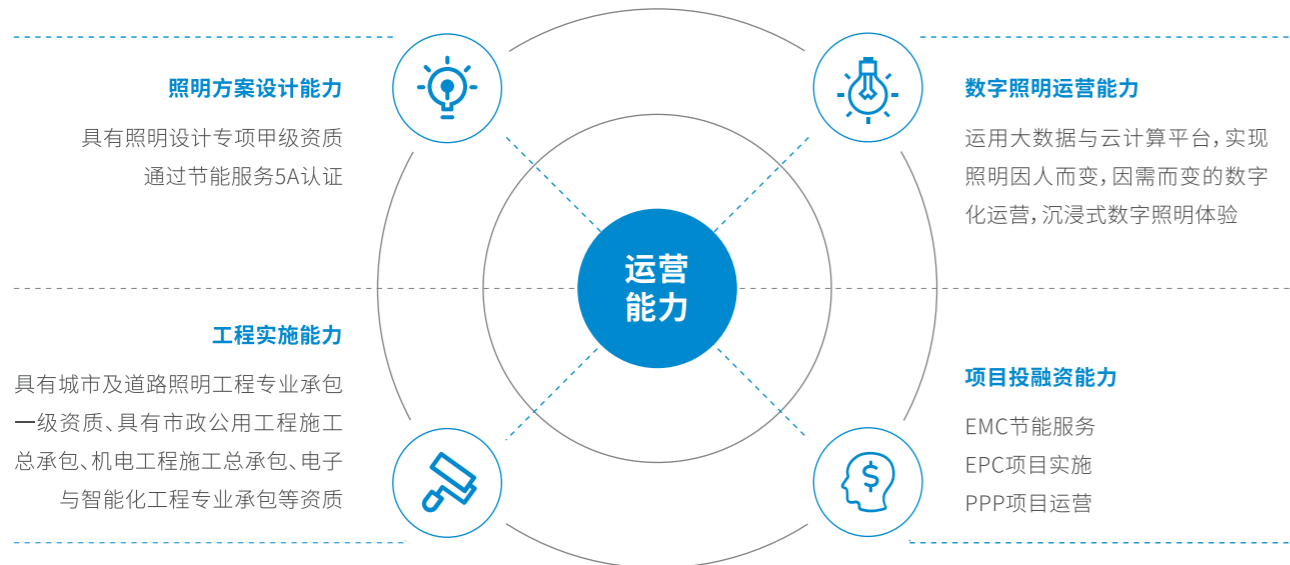 照明方案设计能力
具有照明设计专项甲级资质
通过节能服务5A认证
数字照明运营能力
运用大数据与云计算平台，实现
照明因人而变，因需而变的数字
化运营，沉浸式数字照明体验
运营
能力
工程实施能力
具有城市及道路照明工程专业承包
一级资质、具有市政公用工程施工
总承包、机电工程施工总承包、电子
与智能化工程专业承包等资质
项目投融资能力
EMC节能服务
EPC项目实施
PPP项目运营